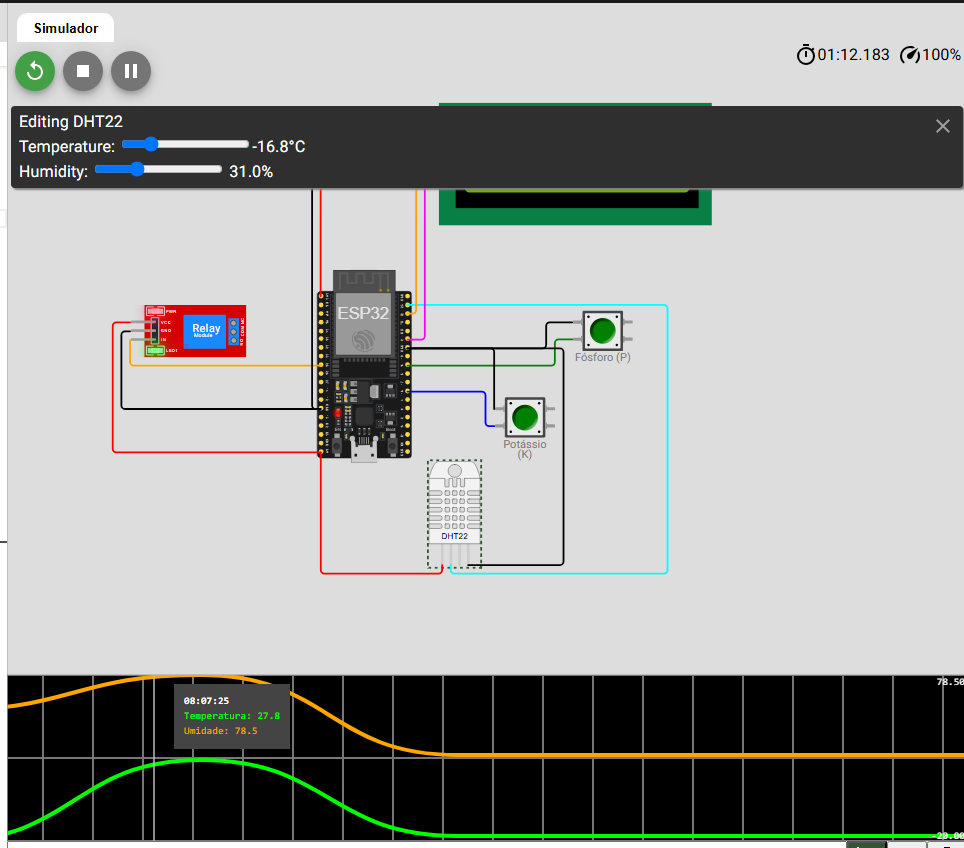 Simulador
01:12.183
100%
Editing DHT22
Temperature: -16.8°C
Humidity: 31.0%
PWR
VCC
GND
IN
LED1
Relay
Module
NO COM NC
ESP32
Fósforo (P)
Potássio
(K)
DHT22
78.50
08:07:25
Temperatura: 27.8
Umidade: 78.5
-20.00